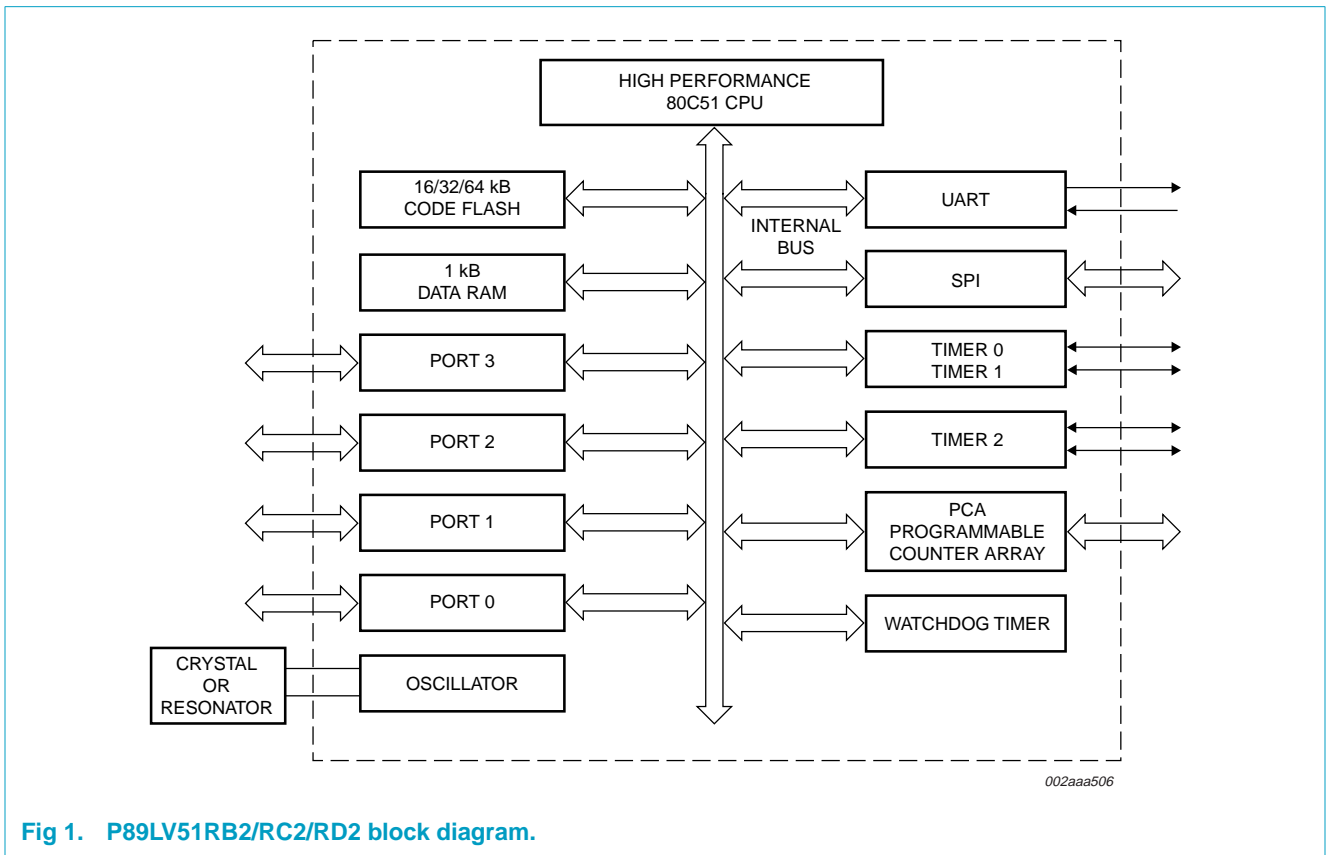 HIGH PERFORMANCE
80C51 CPU
16/32/64 kB
CODE FLASH
1 kB
DATA RAM
PORT 3
PORT 2
PORT 1
PORT 0
CRYSTAL
OR
RESONATOR
OSCILLATOR
INTERNAL
BUS
UART
SPI
TIMER 0
TIMER 1
TIMER 2
PCA
PROGRAMMABLE
COUNTER ARRAY
WATCHDOG TIMER
002aaa506
Fig 1. P89LV51RB2/RC2/RD2 block diagram.